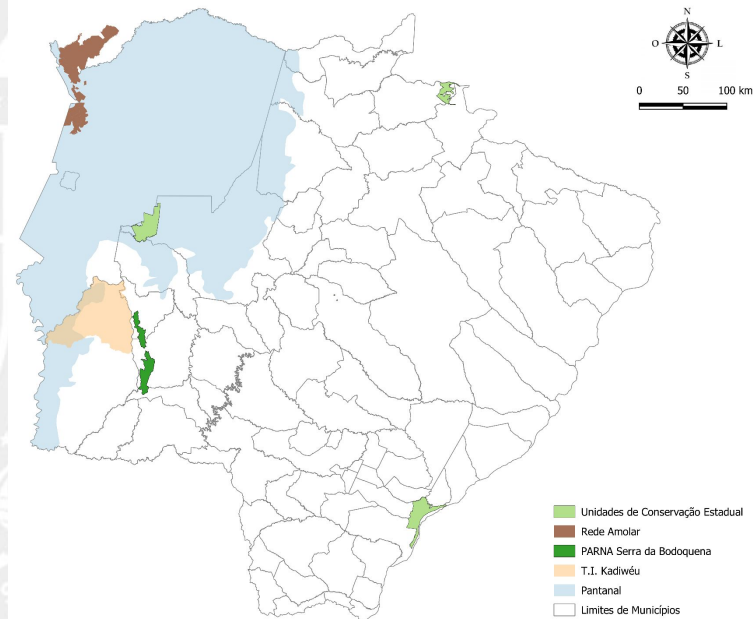 N
O
L
S
0 50 100 km
Unidades de Conservação Estadual
Rede Amolar
PARNA Serra da Bodoquena
T.I. Kadiwéu
Pantanal
Limites de Municípios